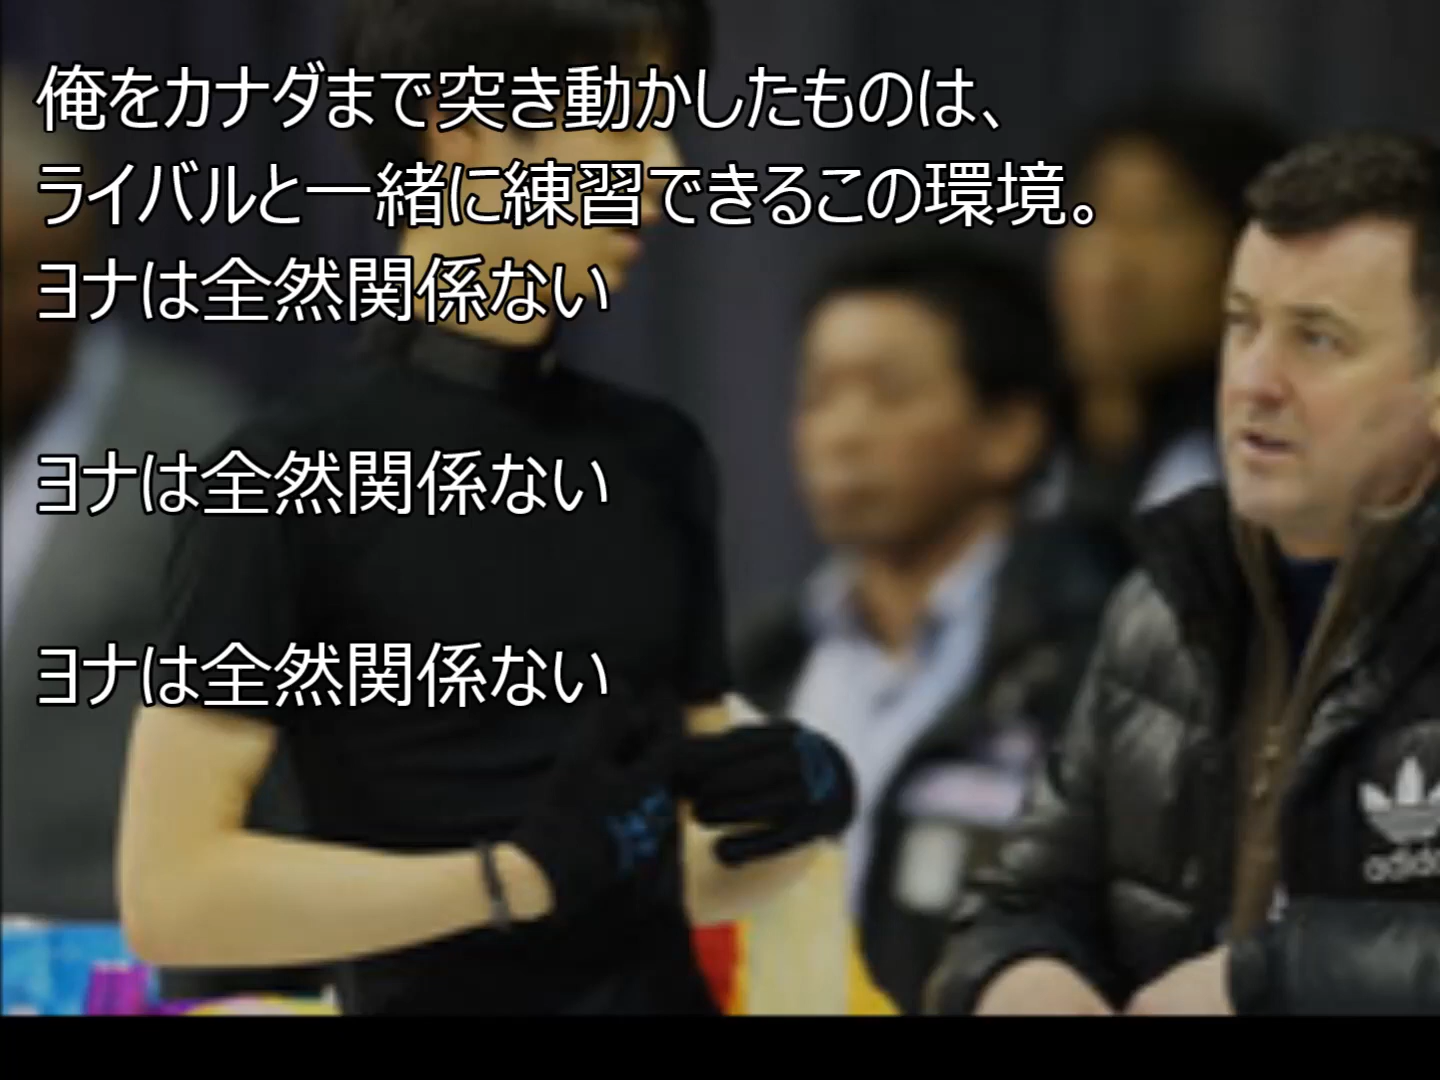 俺をカナダまで突き動かしたものは、
ライバルと一緒に練習できるこの環境。
ヨナは全然関係ない
ヨナは全然関係ない
ヨナは全然関係ない